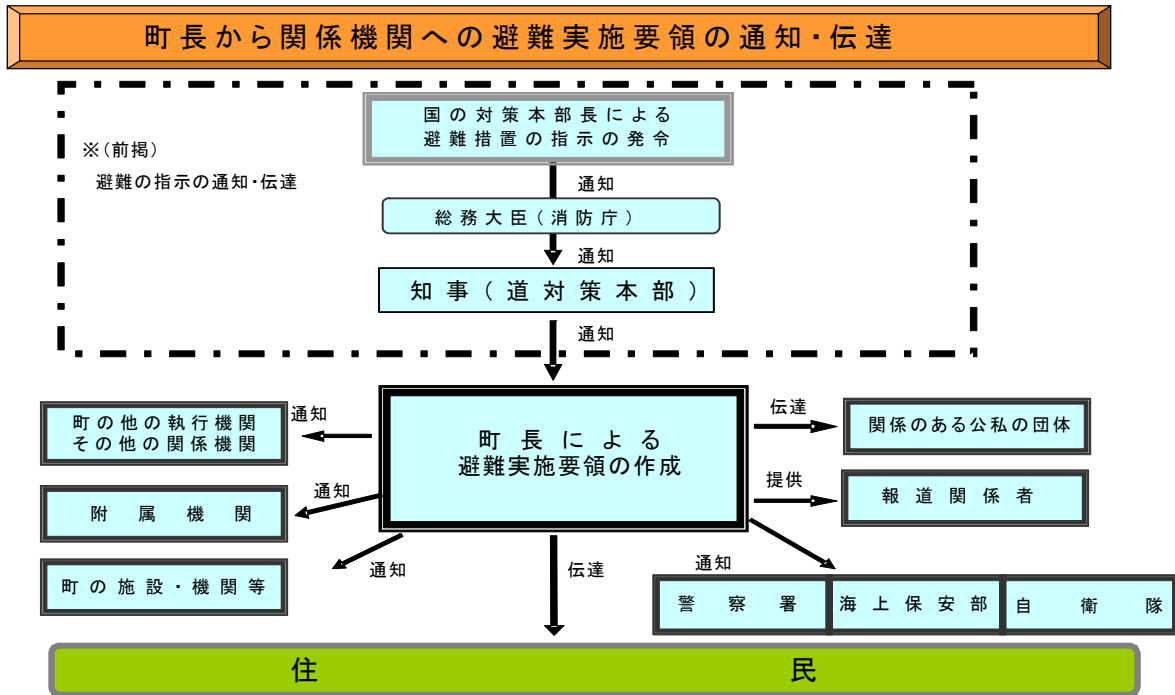 町長から関係機関への避難実施要領の通知・伝達
国の対策本部長による
避難措置の指示の発令
※(前掲)
避難の指示の通知・伝達
通知
総務大臣(消防庁)
通知
知事(道対策本部)
通知
町の他の執行機関
その他の関係機関
通知
町長による
避難実施要領の作成
伝達
関係のある公私の団体
附属機関
通知
提供
報道関係者
町の施設・機関等
通知
伝達
通知
警察署
海上保安部
自衛隊
住民